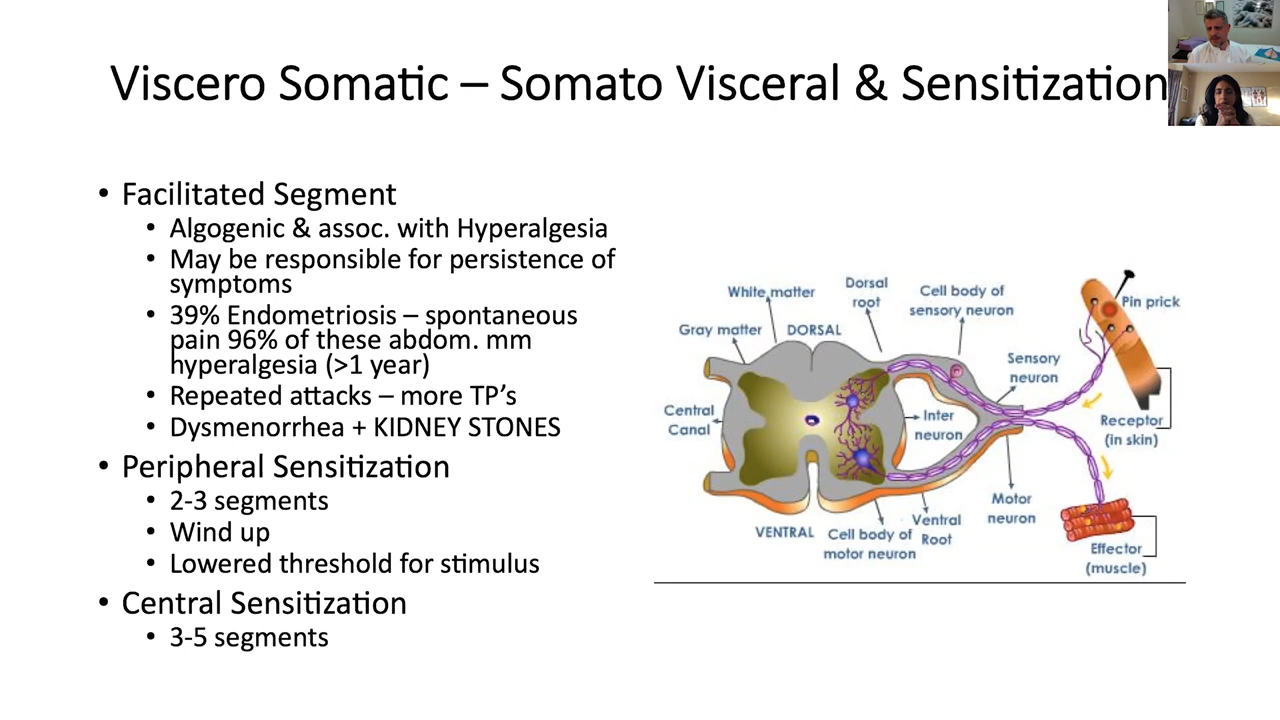 Viscero Somatic – Somato Visceral & Sensitization
• Facilitated Segment
• Algogenic & assoc. with Hyperalgesia
• May be responsible for persistence of
symptoms
• 39% Endometriosis – spontaneous
pain 96% of these abdom. mm
hyperalgesia (>1 year)
• Repeated attacks – more TP's
• Dysmenorrhea + KIDNEY STONES
• Peripheral Sensitization
• 2-3 segments
• Wind up
• Lowered threshold for stimulus
• Central Sensitization
• 3-5 segments
White matter
Gray matter
DORSAL
Dorsal
root
Cell body of
sensory neuron
Pin prick
Sensory
neuron
Central
Canal
Inter
neuron
Receptor
(in skin)
Motor
neuron
VENTRAL
Cell body of
motor neuron
Ventral
Root
Effector
(muscle)